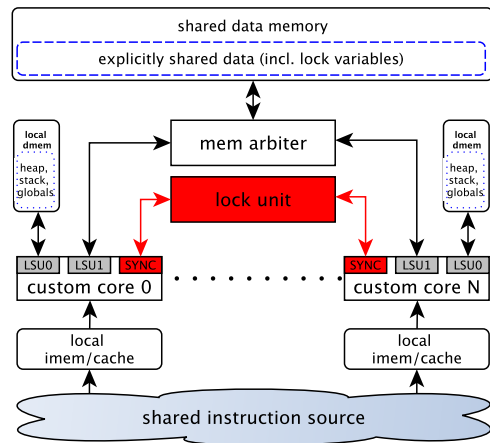 shared data memory
explicitly shared data (incl. lock variables)
local
dmem
heap,
stack,
globals
mem arbiter
local
dmem
heap,
stack,
globals
lock unit
LSU0
LSU1
SYNC
SYNC
LSU1
LSU0
custom core 0
custom core N
local
imem/cache
local
imem/cache
shared instruction source